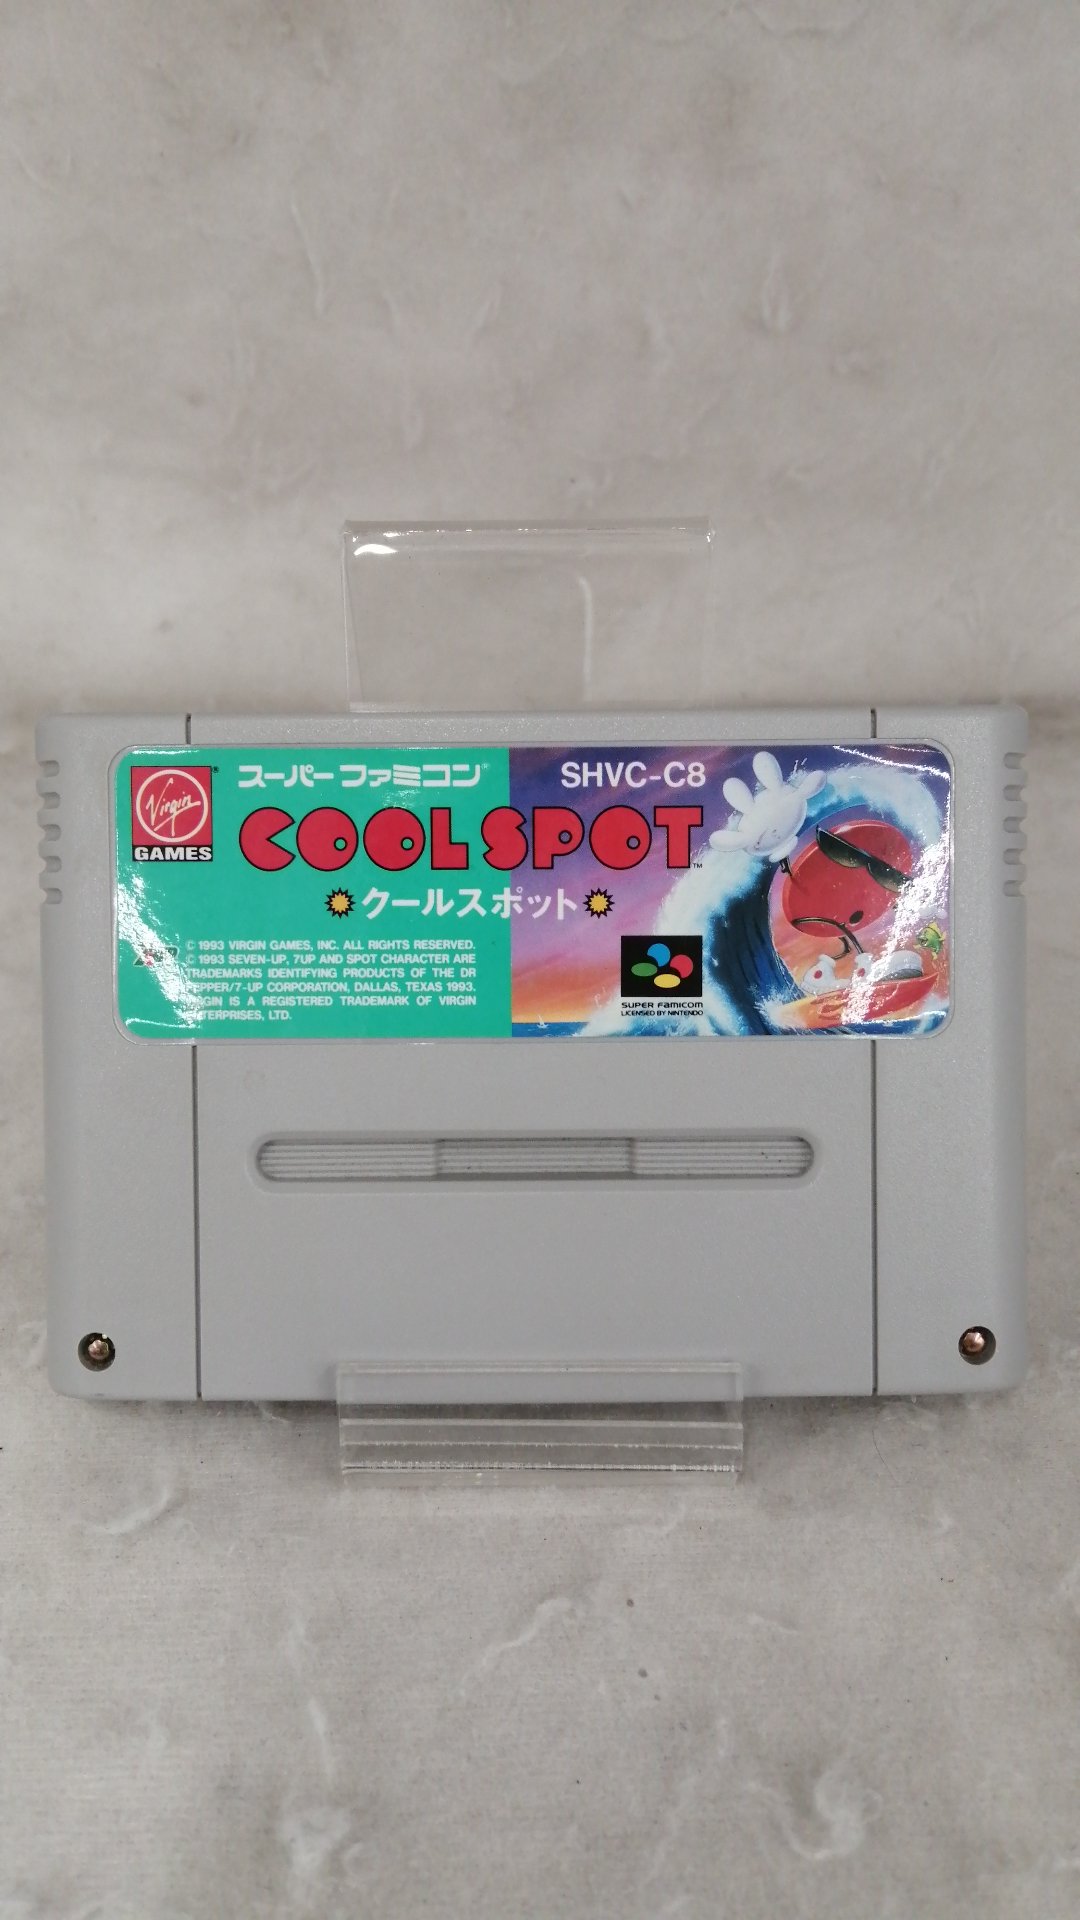 Virgin
GAMES
スーパーファミコン
SHVC-C8
COOL SPOT™
クールスポット
© 1993 VIRGIN GAMES, INC. ALL RIGHTS RESERVED.
© 1993 SEVEN-UP, 7UP AND SPOT CHARACTER ARE
TRADEMARKS IDENTIFYING PRODUCTS OF THE DR
PEPPER/7-UP CORPORATION, DALLAS, TEXAS 1993.
VIRGIN IS A REGISTERED TRADEMARK OF VIRGIN
ENTERPRISES, LTD.
SUPER FAMICOM
LICENSED BY NINTENDO